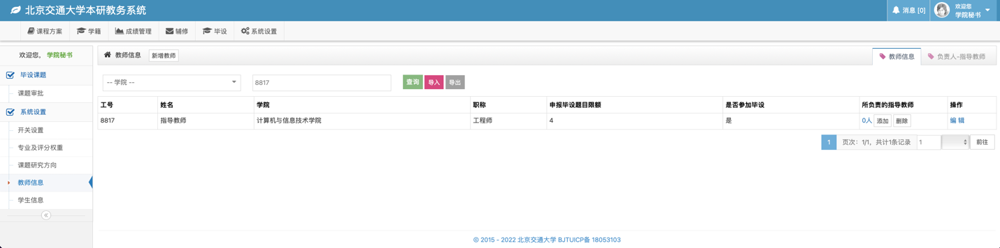 北京交通大学本研教务系统
消息 [0]
欢迎您
学院秘书
课程方案 学籍 成绩管理 辅修 毕设 系统设置
欢迎您, 学院秘书
毕设课题
课题审批
系统设置
开关设置
专业及评分权重
课题研究方向
教师信息
学生信息
教师信息 新增教师
教师信息 负责人-指导教师
-- 学院 -- 8817 查询 导入 导出
工号 姓名 学院 职称 申报毕设题目限额 是否参加毕设 所负责的指导教师 操作
8817 指导教师 计算机与信息技术学院 工程师 4 是 0人 添加 删除 编 辑
1 页次：1/1，共计1条记录 1 前往
© 2015 - 2022 北京交通大学 BJTUICP备 18053103